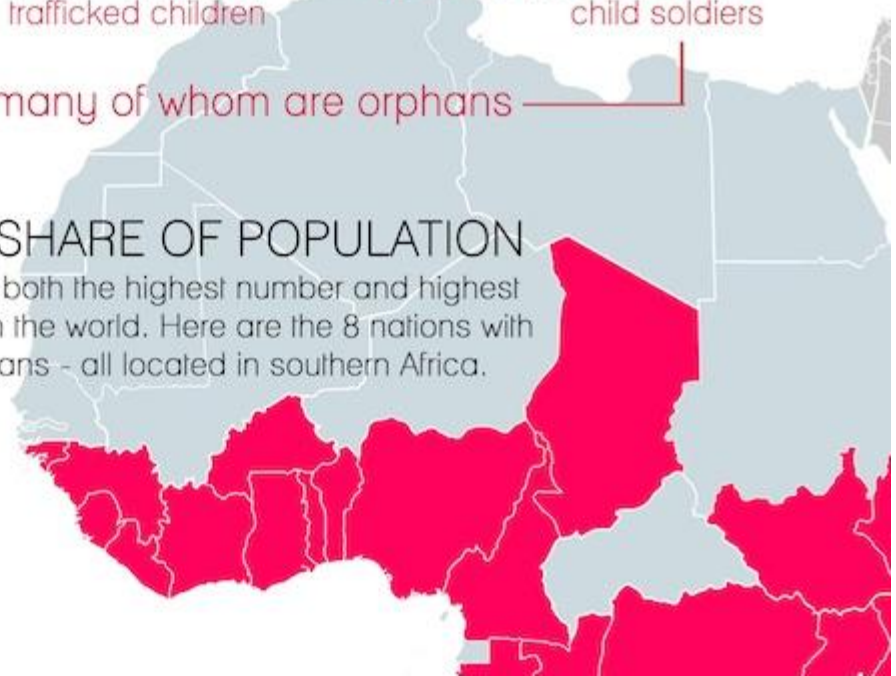 trafficked children
child soldiers
many of whom are orphans
SHARE OF POPULATION
both the highest number and highest
the world. Here are the 8 nations with
- all located in southern Africa.